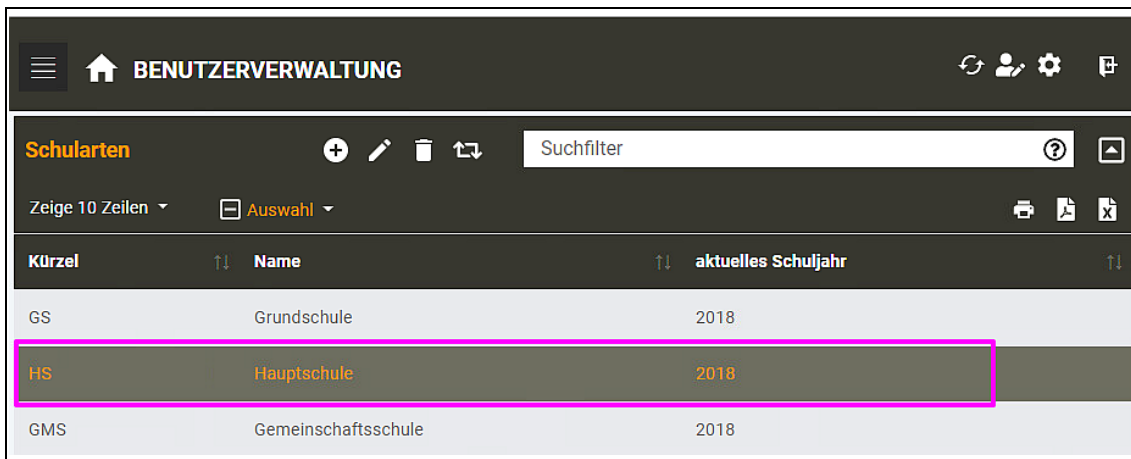 BENUTZERVERWALTUNG
Schularten Suchfilter
Zeige 10 Zeilen Auswahl
Kürzel Name aktuelles Schuljahr
GS Grundschule 2018
HS Hauptschule 2018
GMS Gemeinschaftsschule 2018